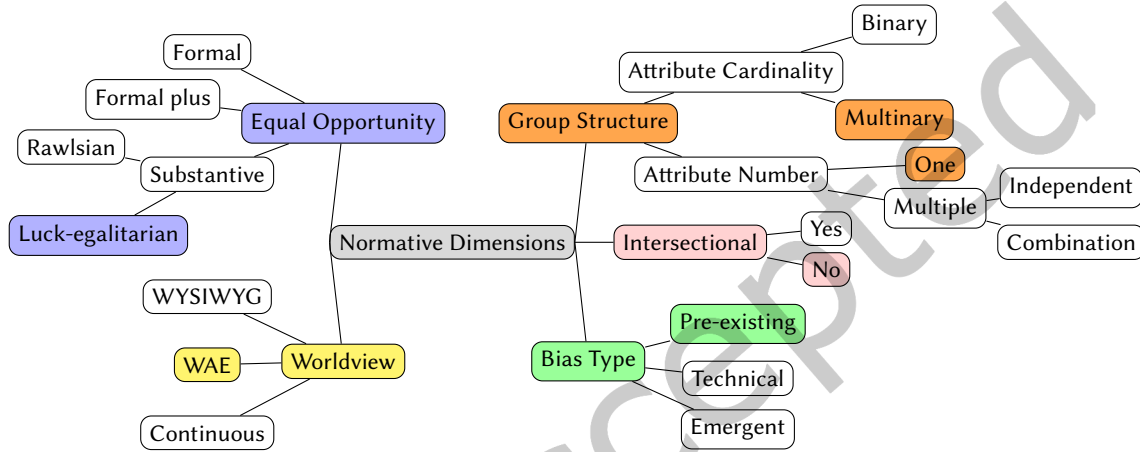 Formal
Formal plus
Equal Opportunity
Rawlsian
Substantive
Luck-egalitarian
Normative Dimensions
WYSIWYG
WAE
Worldview
Continuous
Binary
Attribute Cardinality
Group Structure
Multinary
One
Attribute Number
Independent
Multiple
Combination
Yes
Intersectional
No
Pre-existing
Bias Type
Technical
Emergent
cepted